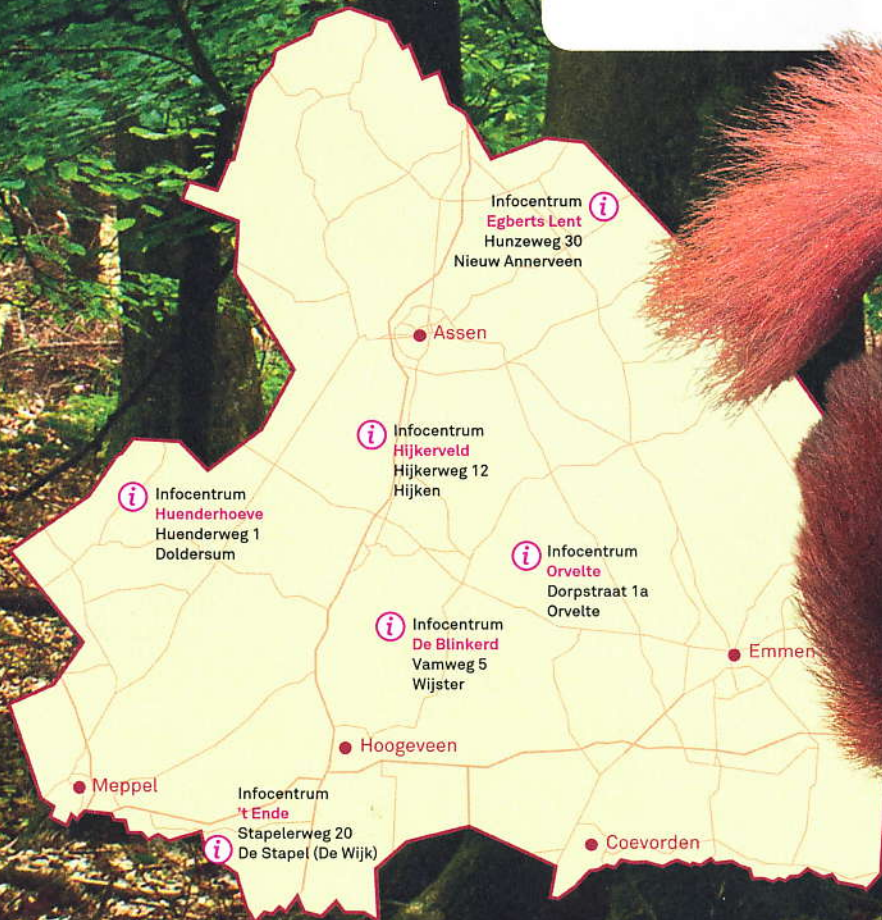 Infocentrum
Egberts Lent
Hunzeweg 30
Nieuw Annerveen
Assen
Infocentrum
Hijkerveld
Hijkerweg 12
Hijken
Infocentrum
Huenderhoeve
Huenderweg 1
Doldersum
Infocentrum
Orvelte
Dorpstraat 1a
Orvelte
Infocentrum
De Blinkerd
Vamweg 5
Wijster
Emmen
Hoogeveen
Meppel
Infocentrum
't Ende
Stapelerweg 20
De Stapel (De Wijk)
Coevorden